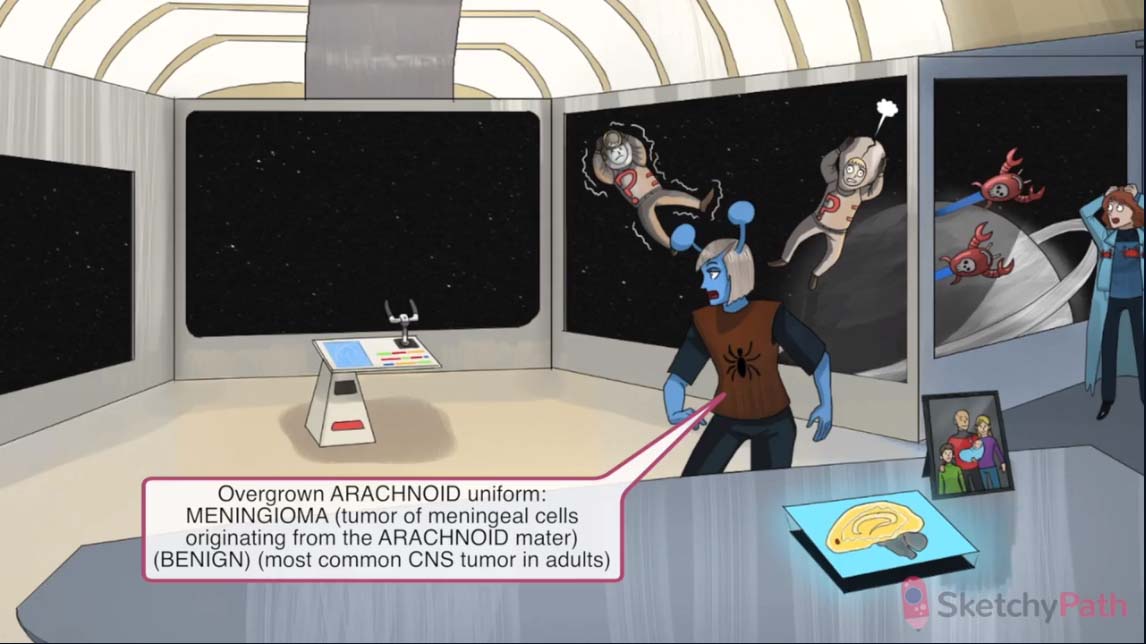 Overgrown ARACHNOID uniform:
MENINGIOMA (tumor of meningeal cells
originating from the ARACHNOID mater)
(BENIGN) (most common CNS tumor in adults)
SketchyPath